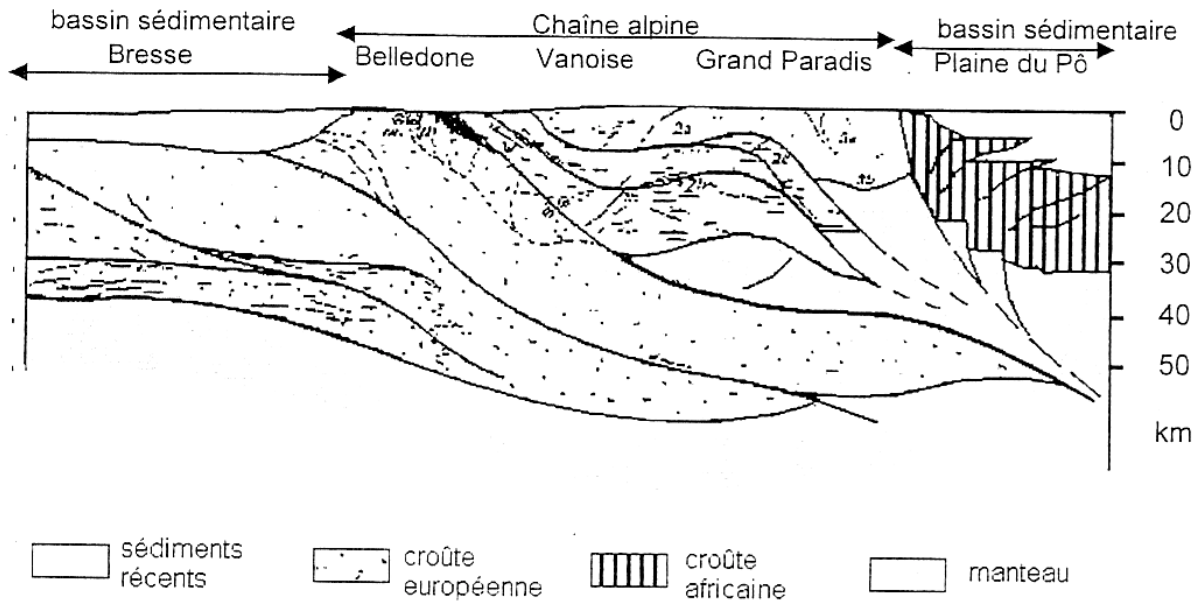 bassin sédimentaire
Chaîne alpine
bassin sédimentaire
Bresse
Belledone
Vanoise
Grand Paradis
Plaine du Pô
0
10
20
30
40
50
km
sédiments
récents
croûte
européenne
croûte
africaine
manteau